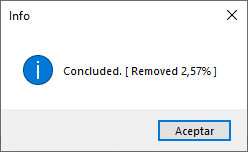 Info
Concluded. [ Removed 2,57% ]
Aceptar